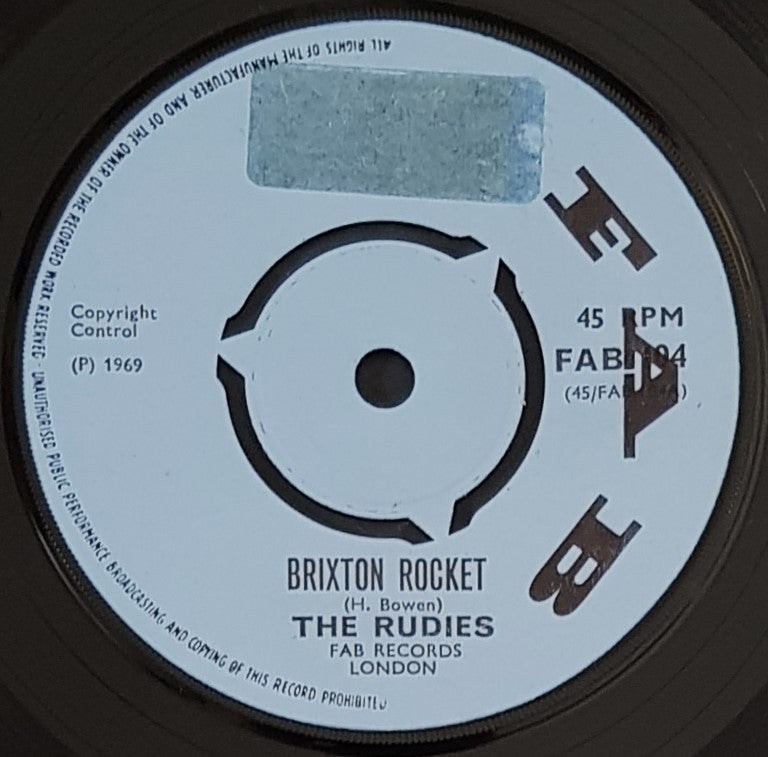 ALL RIGHTS OF THE MANUFACTURER AND OF THE OWNER OF THE RECORDED WORK RESERVED - UNAUTHORISED PUBLIC PERFORMANCE BROADCASTING AND COPYING OF THIS RECORD PROHIBITED
FAB
Copyright
Control
(P) 1969
45 RPM
BRIXTON ROCKET
(H. Bowen)
THE RUDIES
FAB RECORDS
LONDON